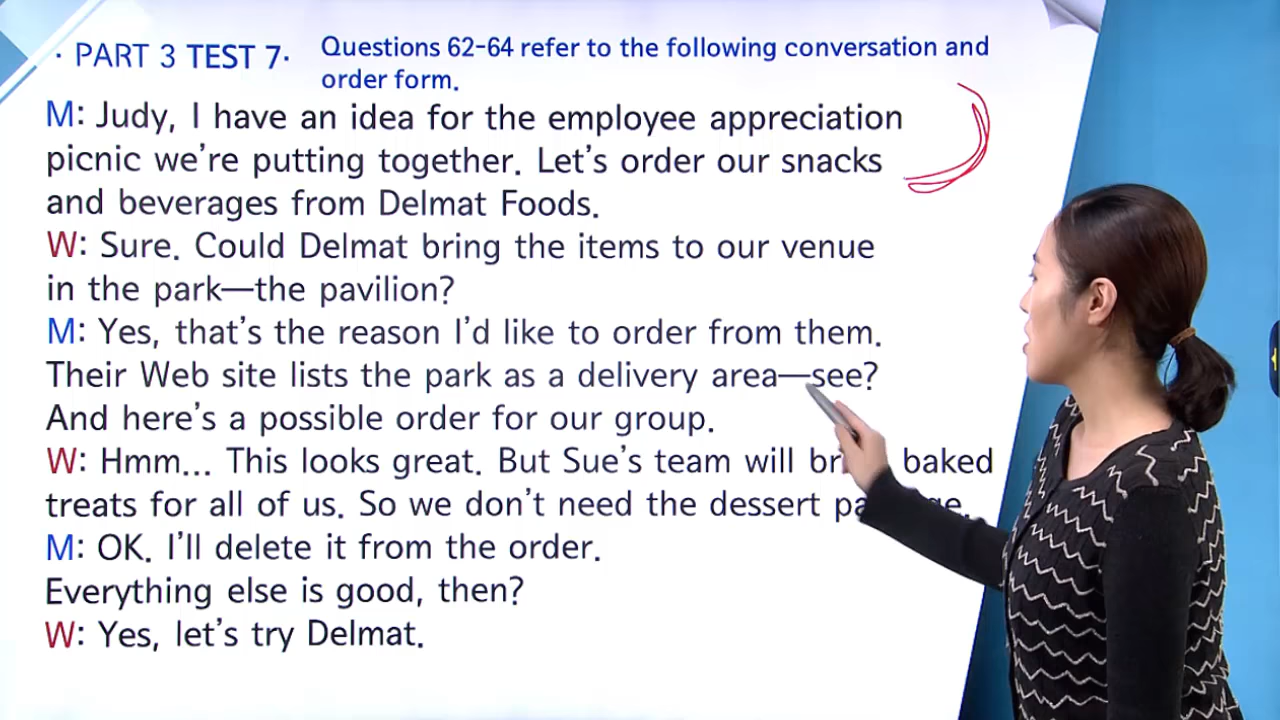 · PART 3 TEST 7·
Questions 62-64 refer to the following conversation and
order form.
M: Judy, I have an idea for the employee appreciation
picnic we're putting together. Let's order our snacks
and beverages from Delmat Foods.
W: Sure. Could Delmat bring the items to our venue
in the park—the pavilion?
M: Yes, that's the reason I'd like to order from them.
Their Web site lists the park as a delivery area—see?
And here's a possible order for our group.
W: Hmm... This looks great. But Sue's team will baked
treats for all of us. So we don't need the dessert
M: OK. I'll delete it from the order.
Everything else is good, then?
W: Yes, let's try Delmat.